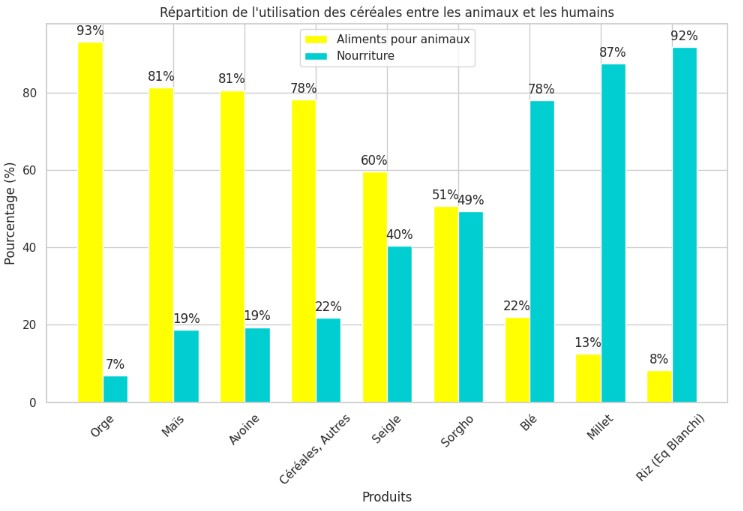 Répartition de l'utilisation des céréales entre les animaux et les humains
Aliments pour animaux
Nourriture
93%
81%
81%
78%
60%
51%
22%
13%
8%
7%
19%
19%
22%
40%
49%
78%
87%
92%
Pourcentage (%)
80
60
40
20
0
Orge
Maïs
Avoine
Céréales, Autres
Seigle
Sorgho
Blé
Millet
Riz (Eq Blanchi)
Produits